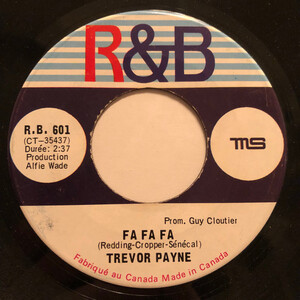 R&B
R.B. 601
(CT-35437)
Durée: 2:37
Production
Alfie Wade
MS
Prom. Guy Cloutier
FA FA FA
(Redding-Cropper-Sénécal)
TREVOR PAYNE
Fabriqué au Canada Made in Canada